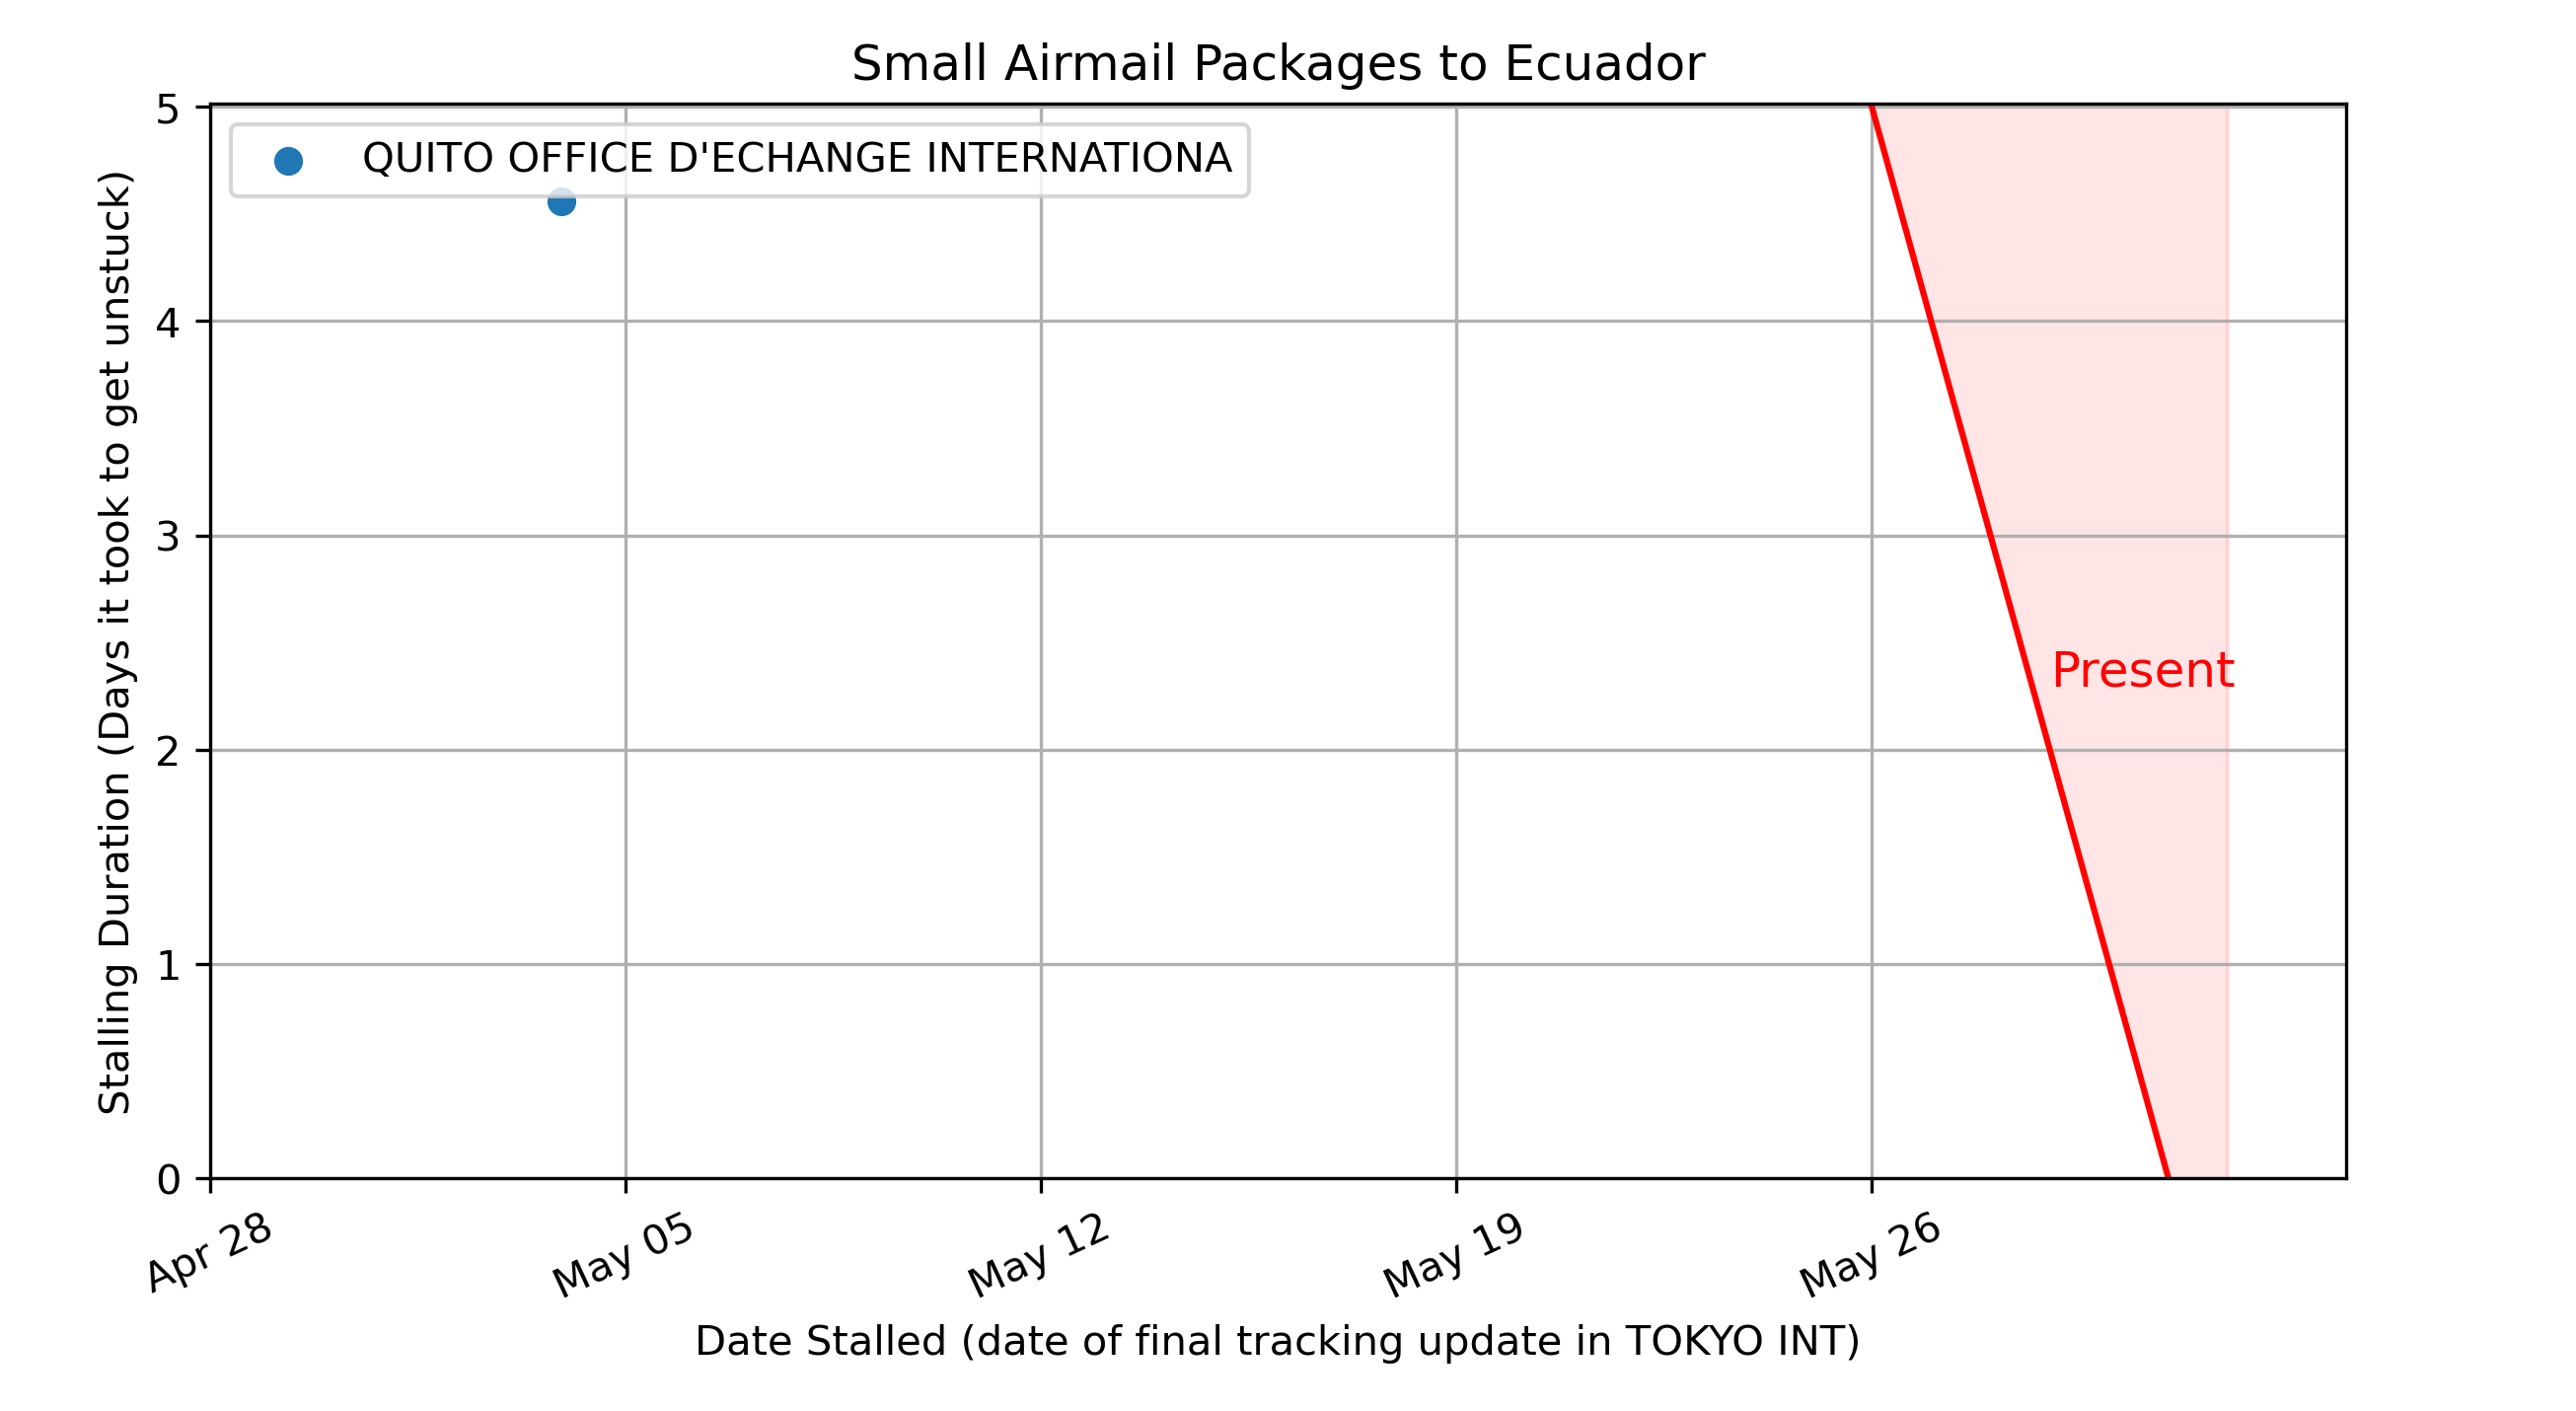 Small Airmail Packages to Ecuador
QUITO OFFICE D'ECHANGE INTERNATIONA
Stalling Duration (Days it took to get unstuck)
5
4
3
2
1
0
Present
Apr 28
May 05
May 12
May 19
May 26
Date Stalled (date of final tracking update in TOKYO INT)